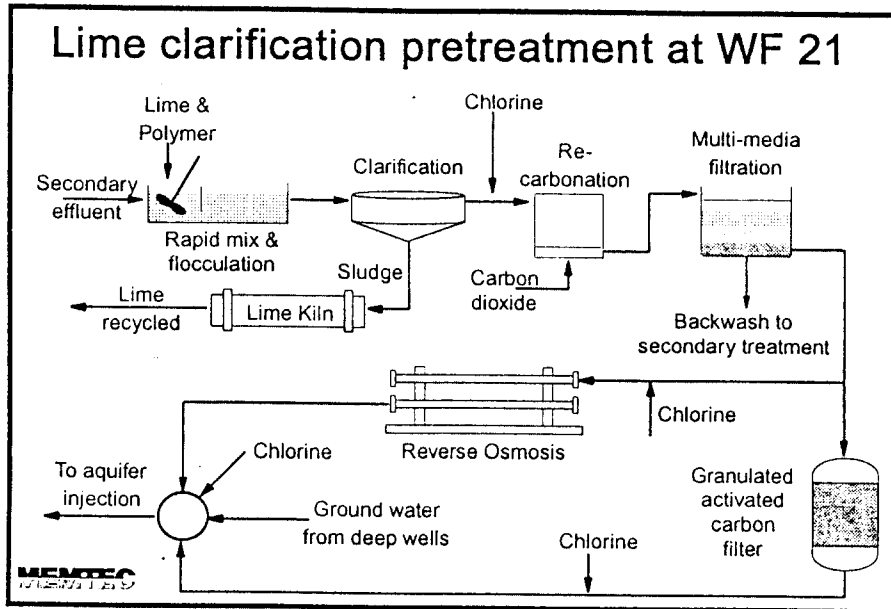 Lime clarification pretreatment at WF 21
Lime &
Polymer
Chlorine
Clarification
Re-
carbonation
Multi-media
filtration
Secondary
effluent
Rapid mix &
flocculation
Sludge
Carbon
dioxide
Lime
recycled
Lime Kiln
Backwash to
secondary treatment
Chlorine
Reverse Osmosis
Chlorine
To aquifer
injection
Ground water
from deep wells
Granulated
activated
carbon
filter
Chlorine
MEMTEC